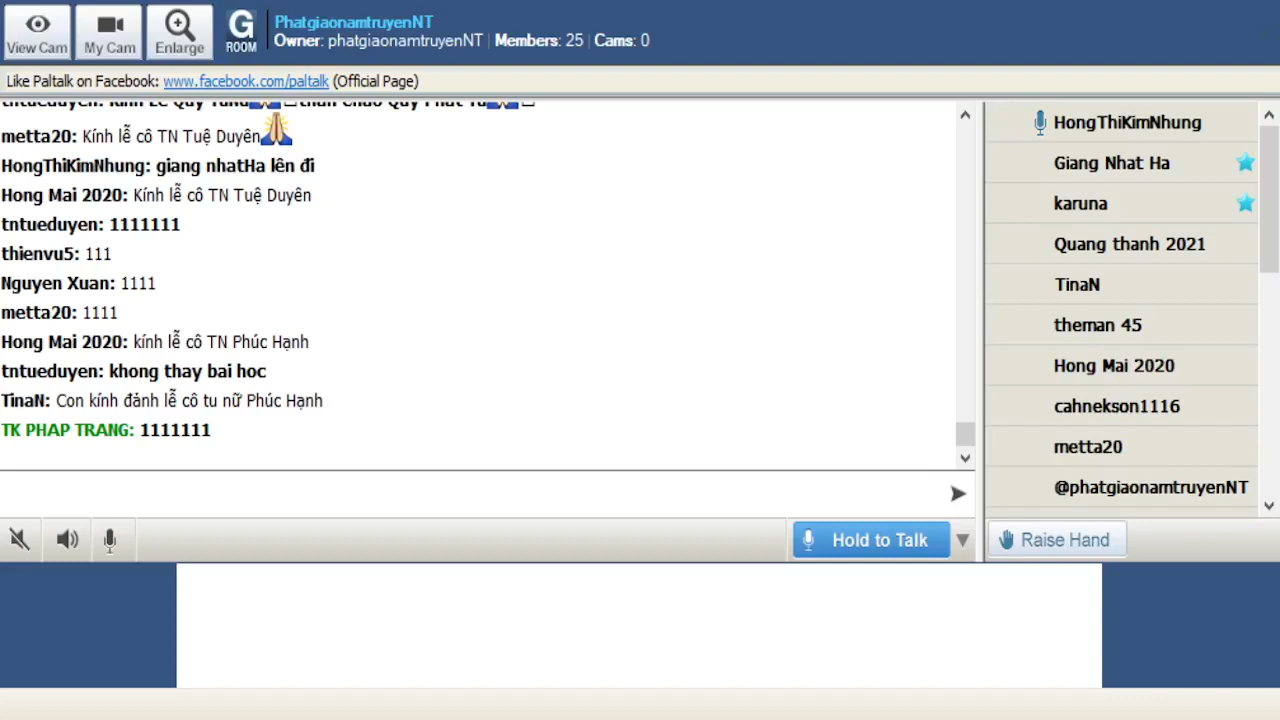 View Cam
My Cam
Enlarge
G
ROOM
PhatgiaonamtruyenNT
Owner: phatgiaonamtruyenNT | Members: 25 | Cams: 0
Like Paltalk on Facebook: www.facebook.com/paltalk (Official Page)
metta20: Kính lễ cô TN Tuệ Duyên
HongThiKimNhung: giang nhatHa lên đi
Hong Mai 2020: Kính lễ cô TN Tuệ Duyên
tntueduyen: 1111111
thienvu5: 111
Nguyen Xuan: 1111
metta20: 1111
Hong Mai 2020: kính lễ cô TN Phúc Hạnh
tntueduyen: khong thay bai hoc
TinaN: Con kính đảnh lễ cô tu nữ Phúc Hạnh
TK PHAP TRANG: 1111111
HongThiKimNhung
Giang Nhat Ha
karuna
Quang thanh 2021
TinaN
theman 45
Hong Mai 2020
cahnekson1116
metta20
@phatgiaonamtruyenNT
Hold to Talk
Raise Hand